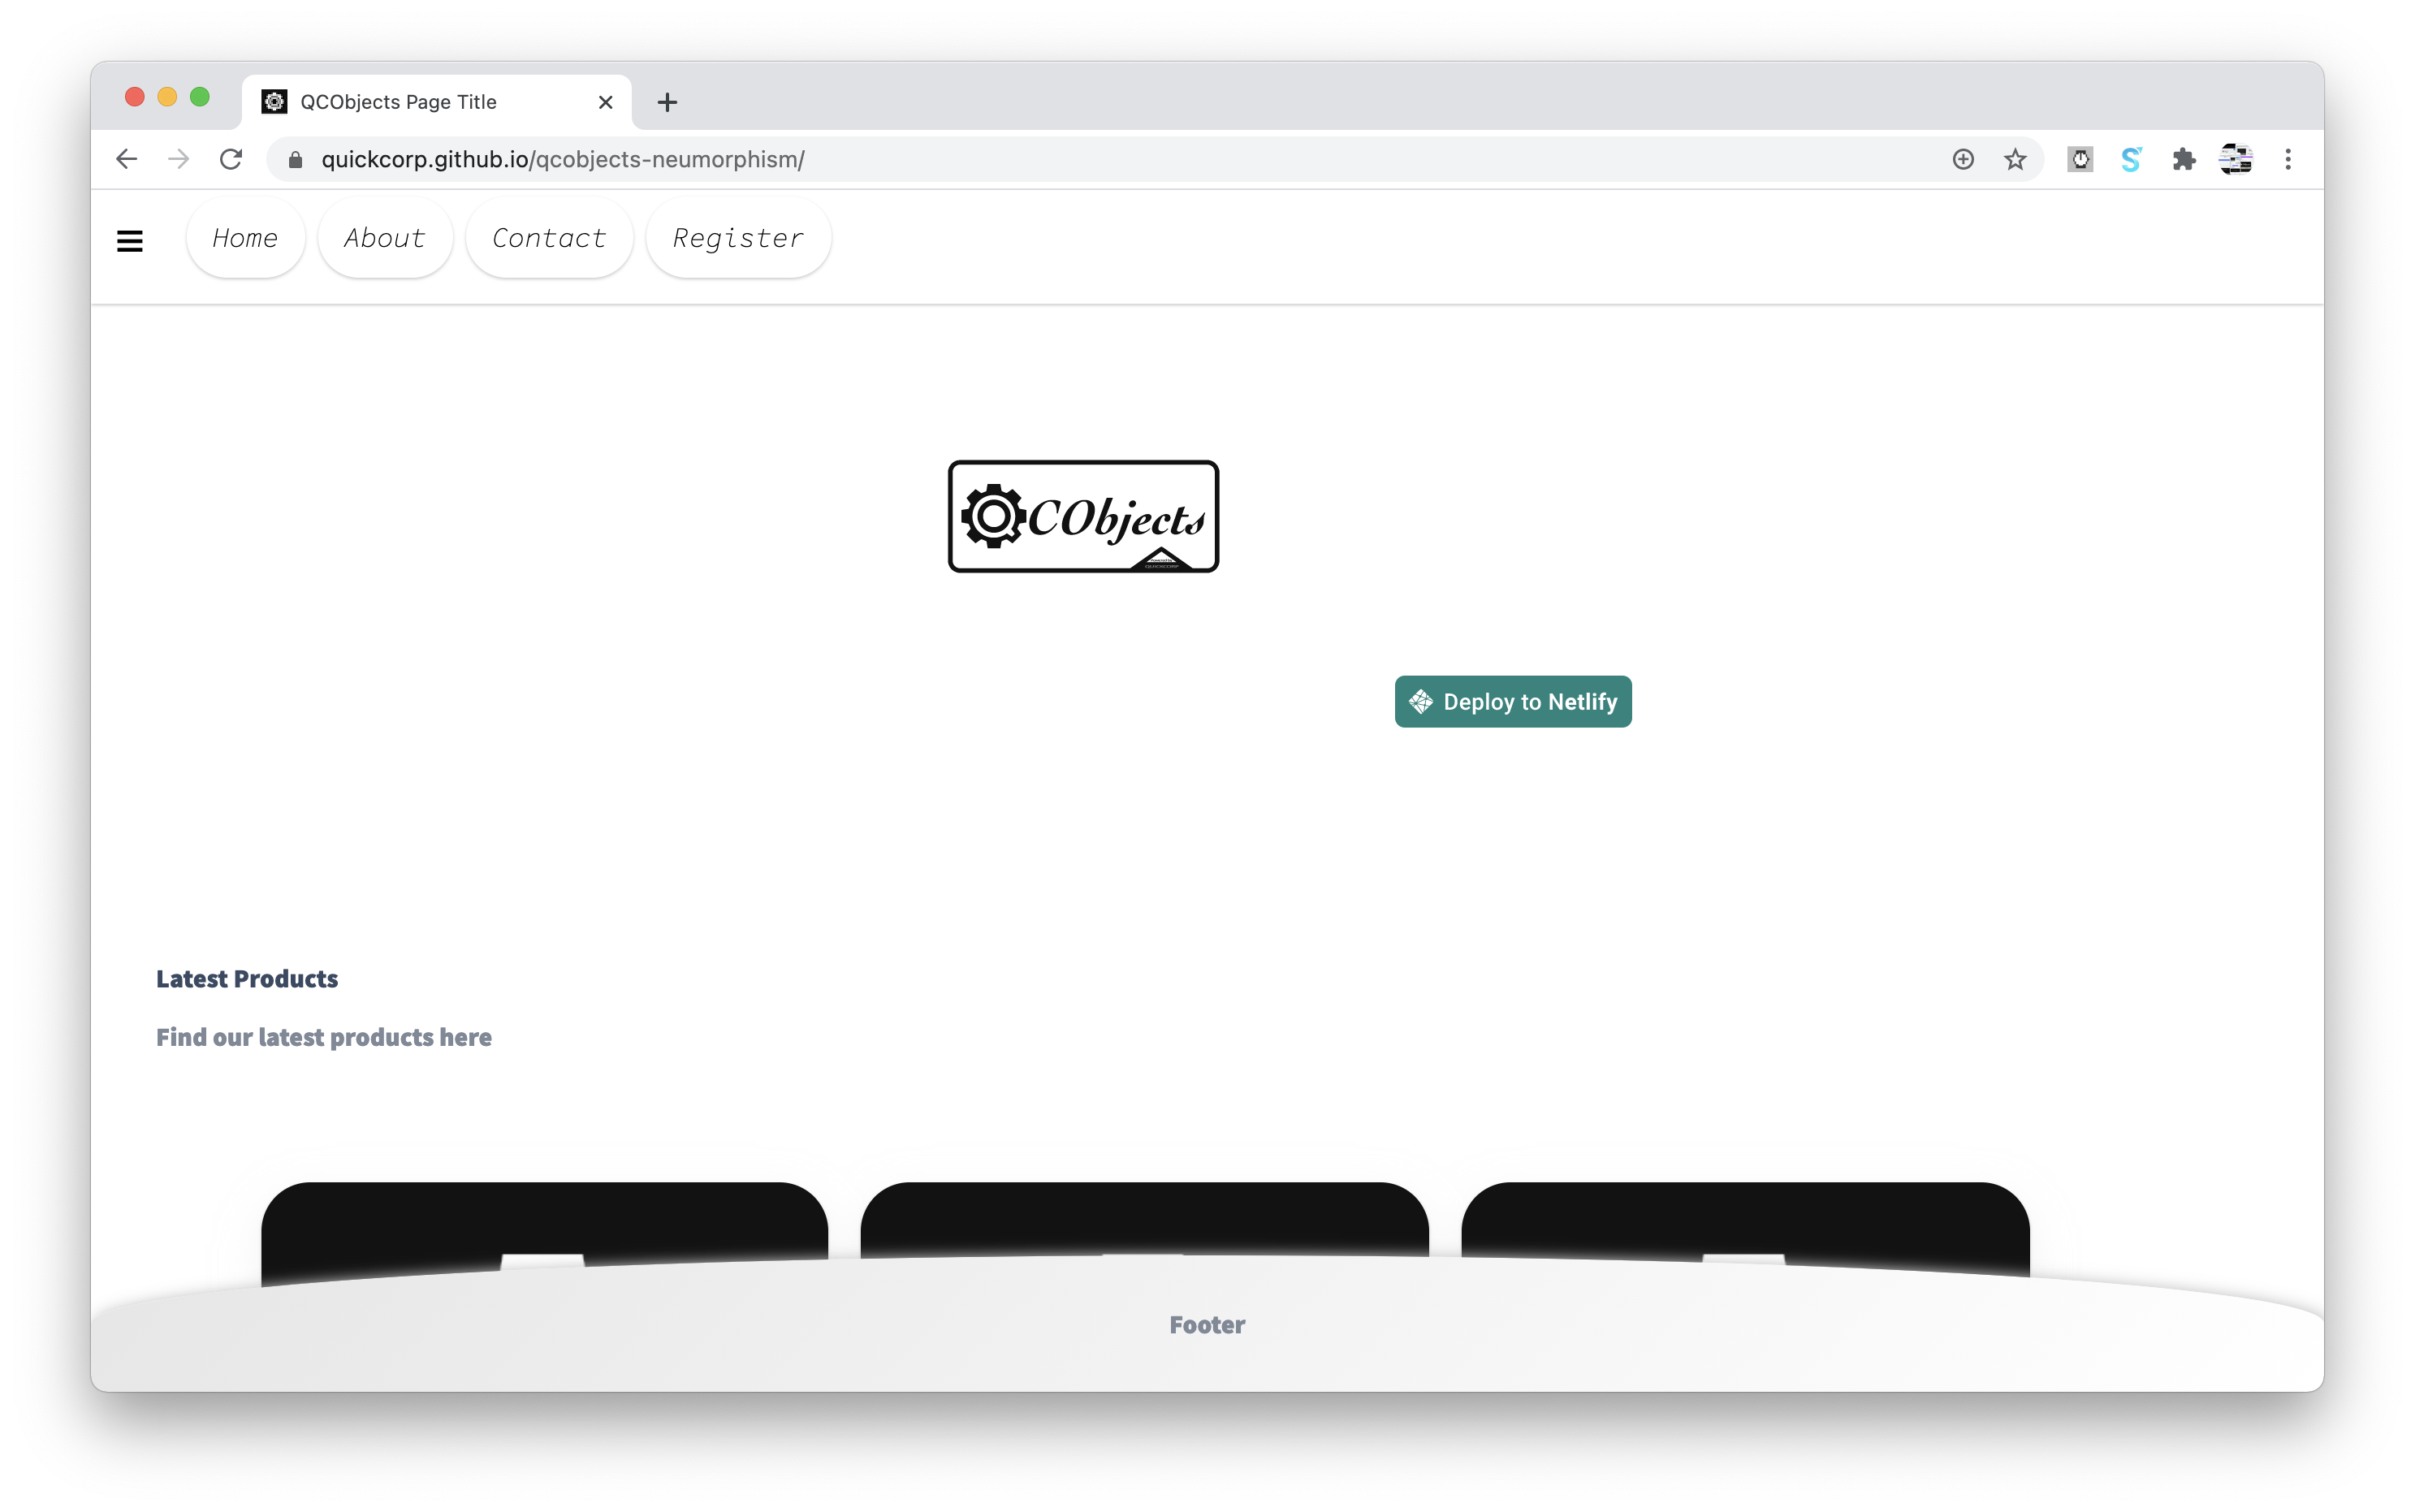 QCObjects Page Title
quickcorp.github.io/qcobjects-neumorphism/
Home About Contact Register
QCObjects
QUICKCORP
Deploy to Netlify
Latest Products
Find our latest products here
Footer